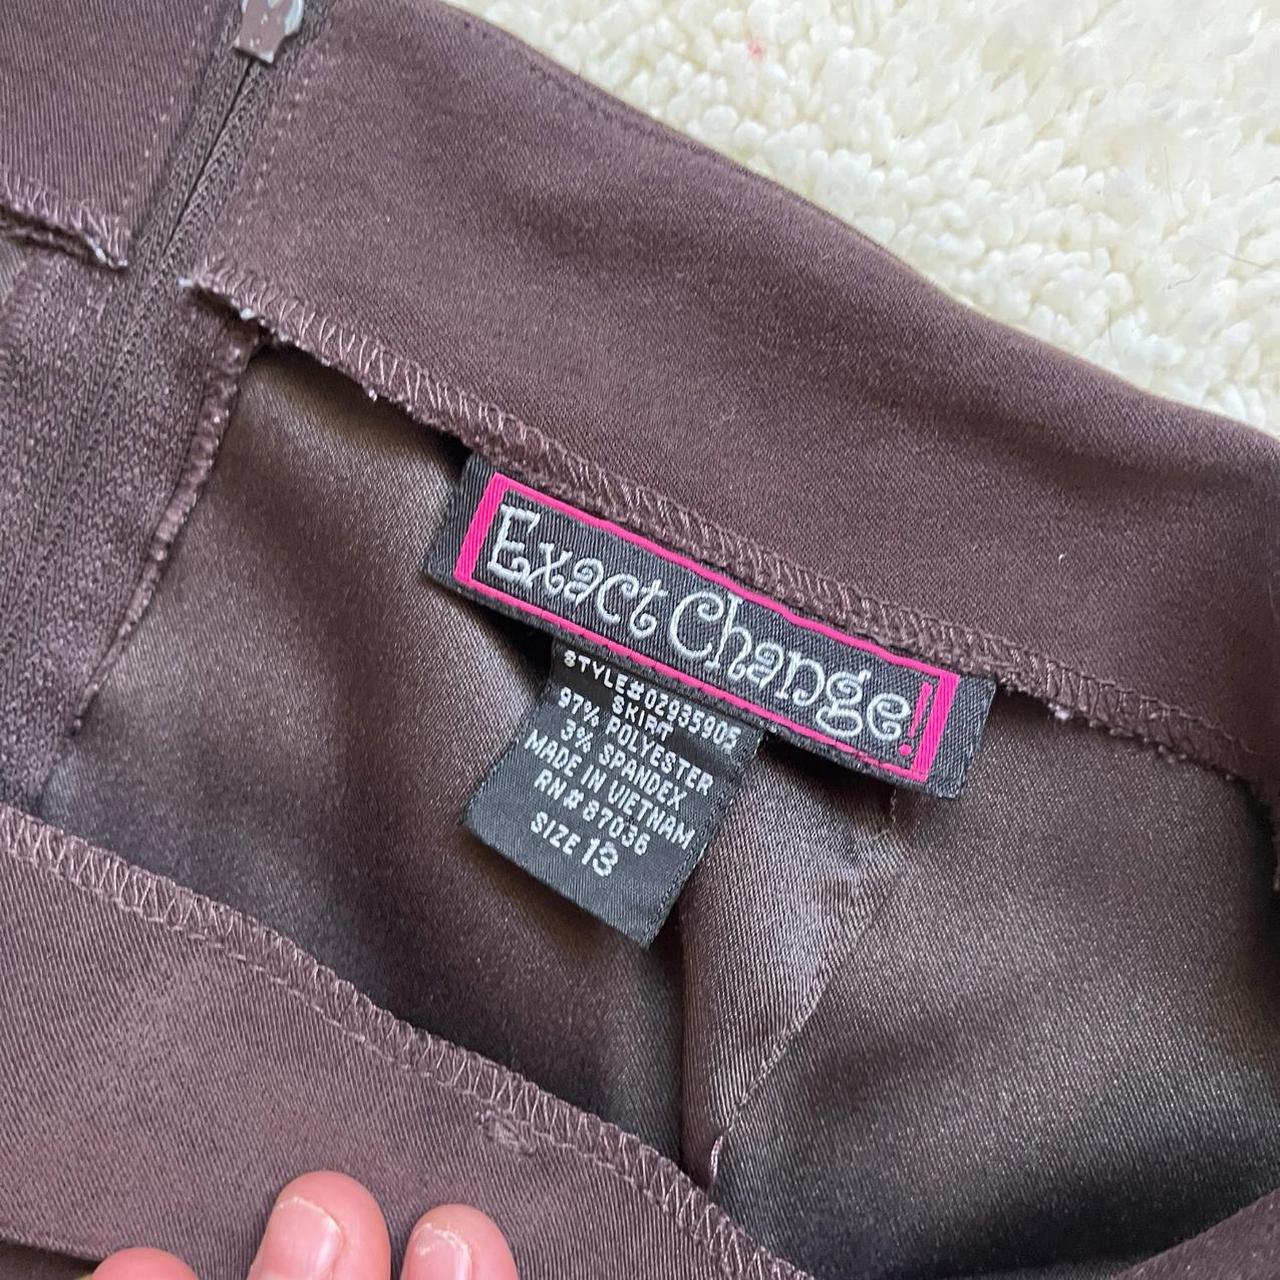 Exact Change!
STYLE#02935905
SKIRT
97% POLYESTER
3% SPANDEX
MADE IN VIETNAM
RN#87036
SIZE 13